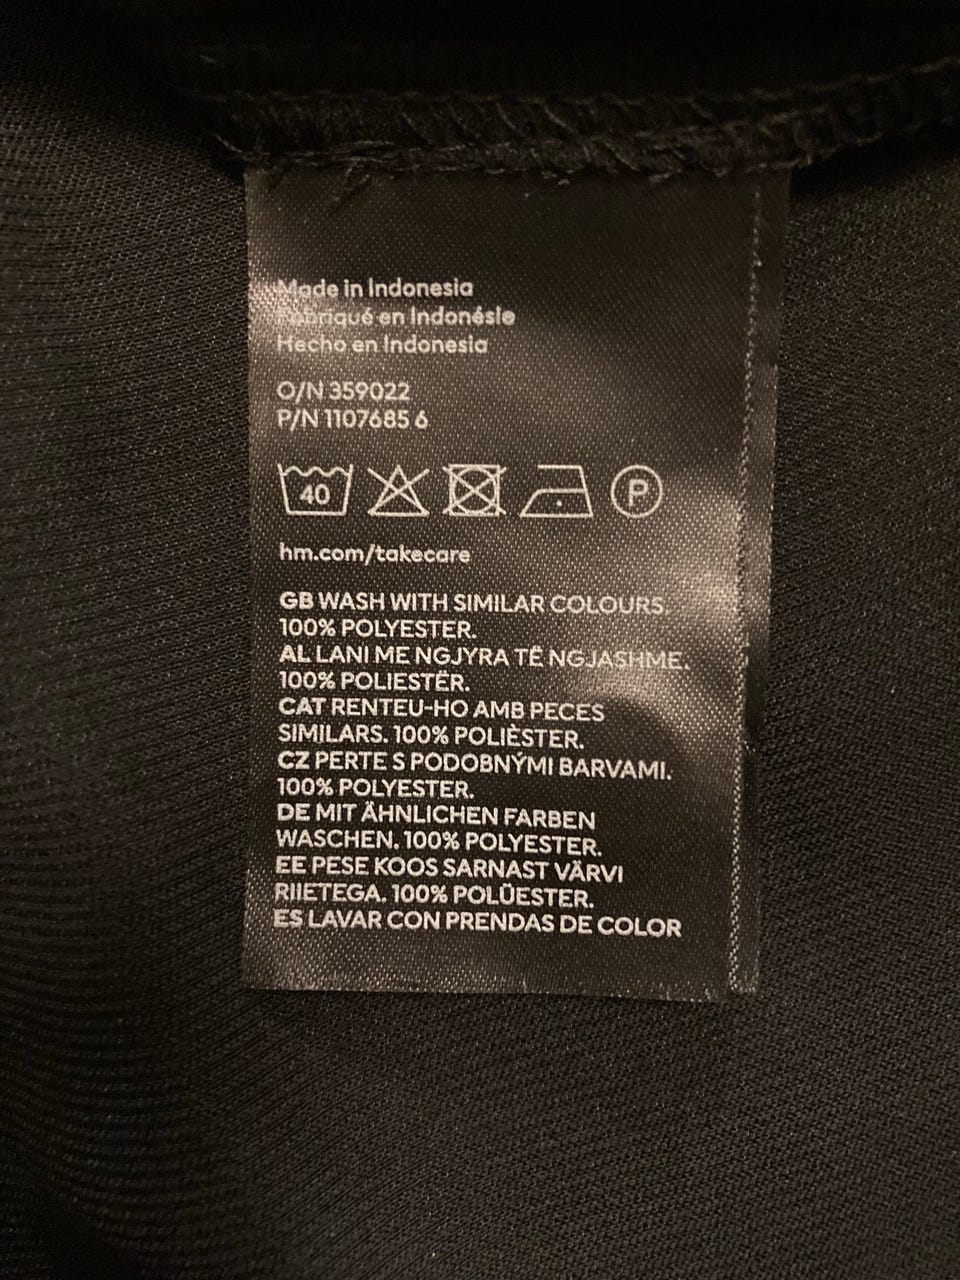 Made in Indonesia
Fabriqué en Indonésie
Hecho en Indonesia
O/N 359022
P/N 1107685 6
40 P
hm.com/takecare
GB WASH WITH SIMILAR COLOURS.
100% POLYESTER.
AL LANI ME NGJYRA TË NGJASHME.
100% POLIESTËR.
CAT RENTEU-HO AMB PECES
SIMILARS. 100% POLIÈSTER.
CZ PERTE S PODOBNÝMI BARVAMI.
100% POLYESTER.
DE MIT ÄHNLICHEN FARBEN
WASCHEN. 100% POLYESTER.
EE PESE KOOS SARNAST VÄRVI
RIIETEGA. 100% POLÜESTER.
ES LAVAR CON PRENDAS DE COLOR